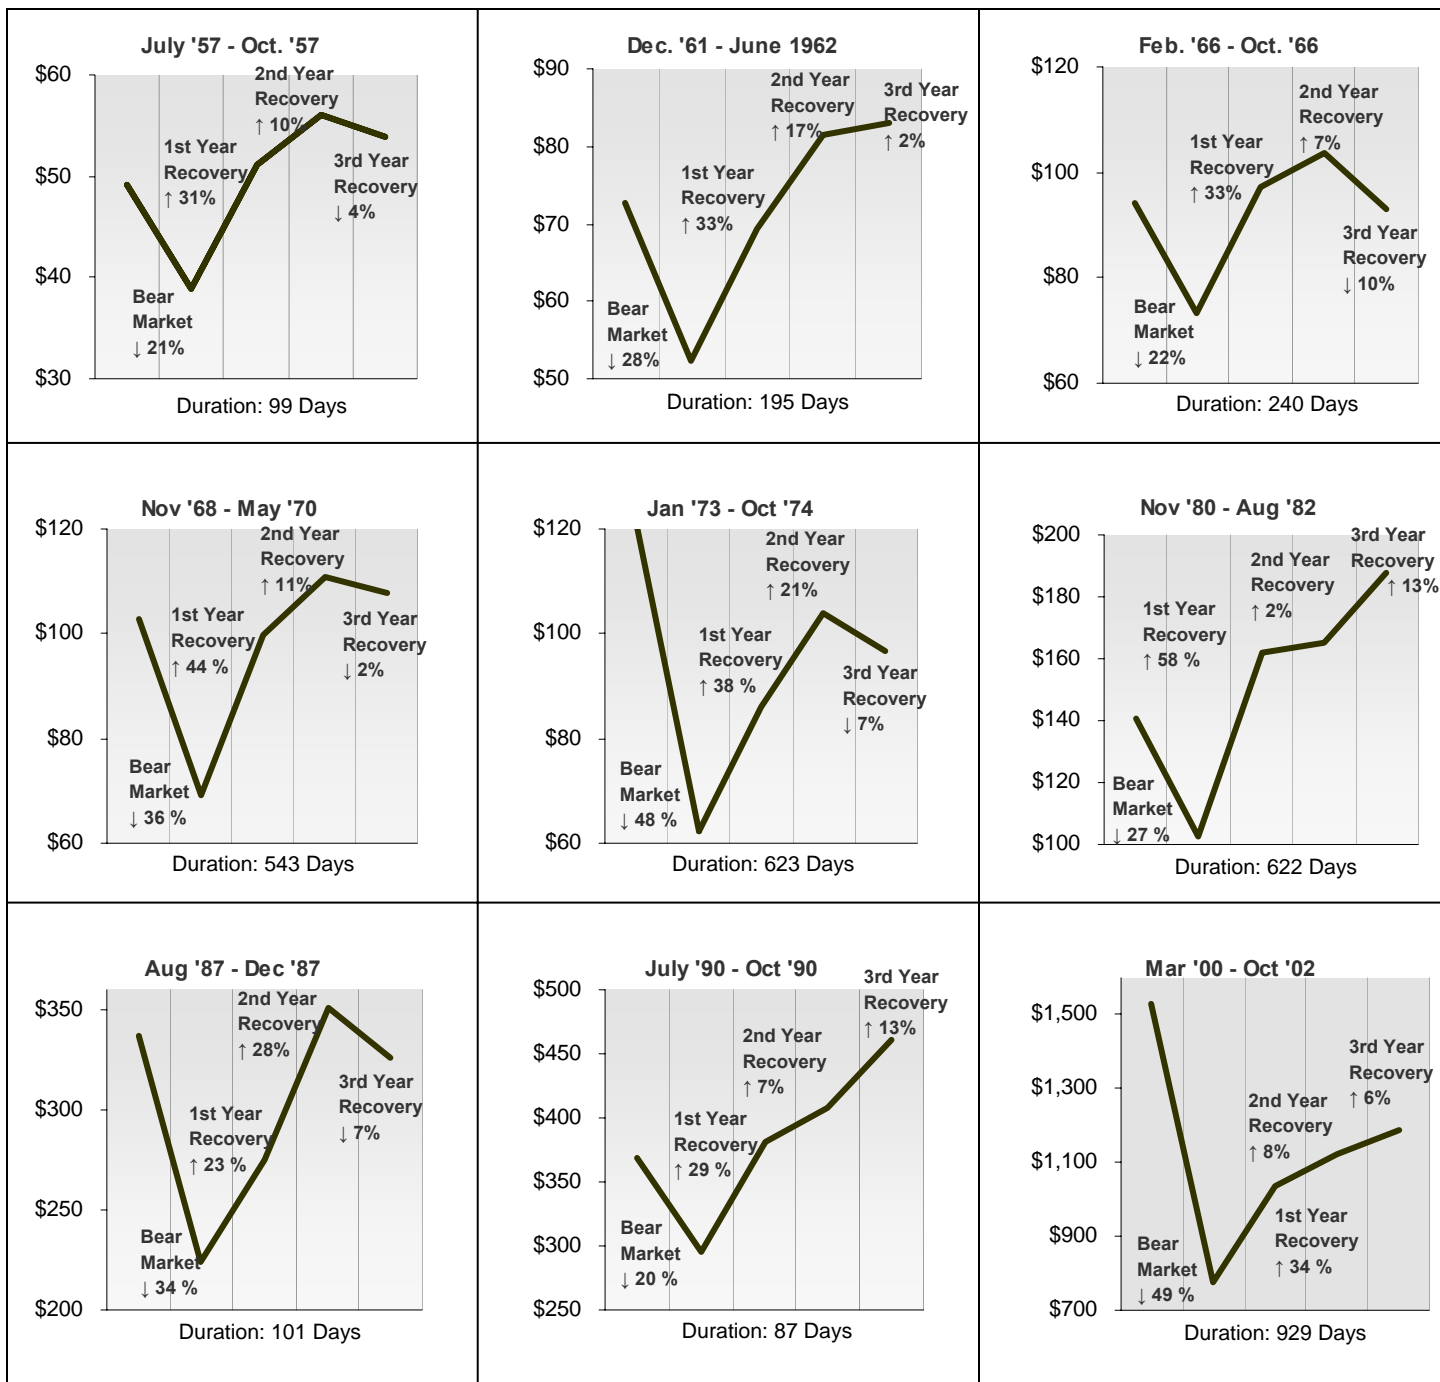 July '57 - Oct. '57
$60
$50
$40
$30
2nd Year
Recovery
↑ 10%
1st Year
Recovery
↑ 31%
3rd Year
Recovery
↓ 4%
Bear
Market
↓ 21%
Duration: 99 Days
Dec. '61 - June 1962
$90
$80
$70
$60
$50
2nd Year
Recovery
↑ 17%
3rd Year
Recovery
↑ 2%
1st Year
Recovery
↑ 33%
Bear
Market
↓ 28%
Duration: 195 Days
Feb. '66 - Oct. '66
$120
$100
$80
$60
2nd Year
Recovery
↑ 7%
1st Year
Recovery
↑ 33%
3rd Year
Recovery
↓ 10%
Bear
Market
↓ 22%
Duration: 240 Days
Nov '68 - May '70
$120
$100
$80
$60
2nd Year
Recovery
↑ 11%
1st Year
Recovery
↑ 44 %
3rd Year
Recovery
↓ 2%
Bear
Market
↓ 36 %
Duration: 543 Days
Jan '73 - Oct '74
$120
$100
$80
$60
2nd Year
Recovery
↑ 21%
1st Year
Recovery
↑ 38 %
3rd Year
Recovery
↓ 7%
Bear
Market
↓ 48 %
Duration: 623 Days
Nov '80 - Aug '82
$200
$180
$160
$140
$120
$100
3rd Year
Recovery
↑ 13%
2nd Year
Recovery
↑ 2%
1st Year
Recovery
↑ 58 %
Bear
Market
↓ 27 %
Duration: 622 Days
Aug '87 - Dec '87
$350
$300
$250
$200
2nd Year
Recovery
↑ 28%
3rd Year
Recovery
↓ 7%
1st Year
Recovery
↑ 23 %
Bear
Market
↓ 34 %
Duration: 101 Days
July '90 - Oct '90
$500
$450
$400
$350
$300
$250
3rd Year
Recovery
↑ 13%
2nd Year
Recovery
↑ 7%
1st Year
Recovery
↑ 29 %
Bear
Market
↓ 20 %
Duration: 87 Days
Mar '00 - Oct '02
$1,500
$1,300
$1,100
$900
$700
3rd Year
Recovery
↑ 6%
2nd Year
Recovery
↑ 8%
1st Year
Recovery
↑ 34 %
Bear
Market
↓ 49 %
Duration: 929 Days